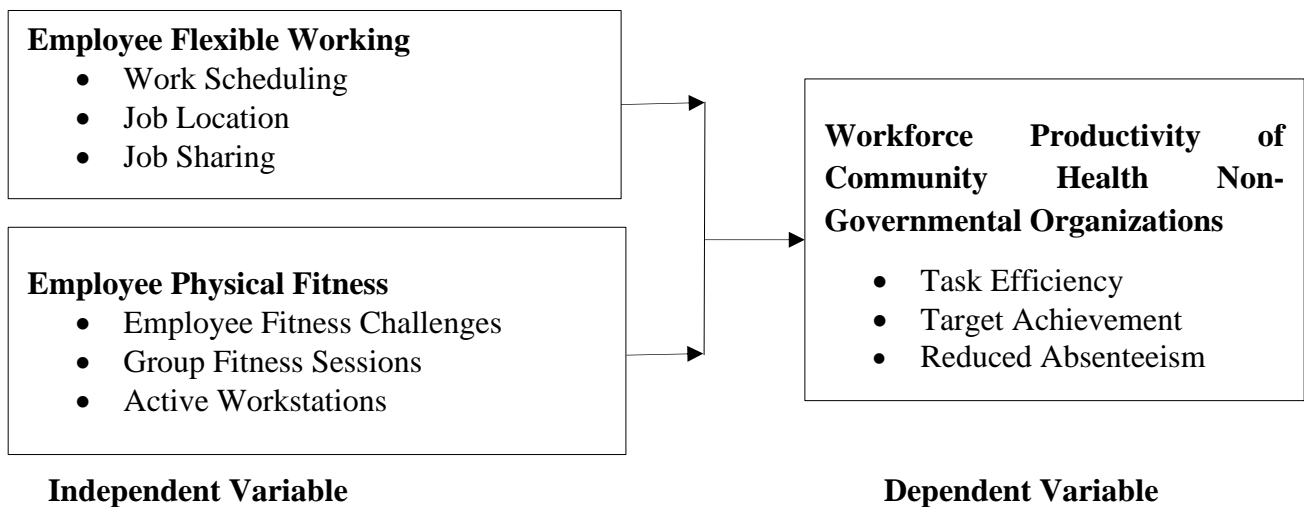 Employee Flexible Working
• Work Scheduling
• Job Location
• Job Sharing
Employee Physical Fitness
• Employee Fitness Challenges
• Group Fitness Sessions
• Active Workstations
Workforce Productivity of
Community Health Non-
Governmental Organizations
• Task Efficiency
• Target Achievement
• Reduced Absenteeism
Independent Variable
Dependent Variable